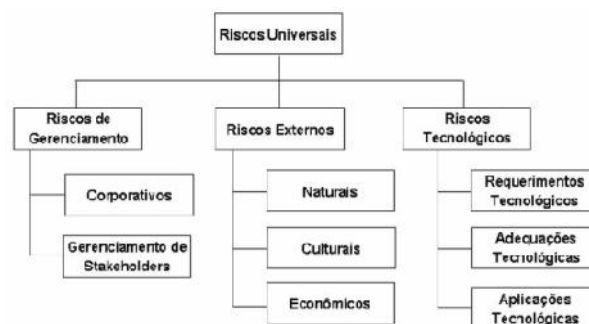 Riscos Universais
Riscos de
Gerenciamento
Riscos Externos
Riscos
Tecnológicos
Corporativos
Gerenciamento de
Stakeholders
Naturais
Culturais
Econômicos
Requerimentos
Tecnológicos
Adequações
Tecnológicas
Aplicações
Tecnológicas